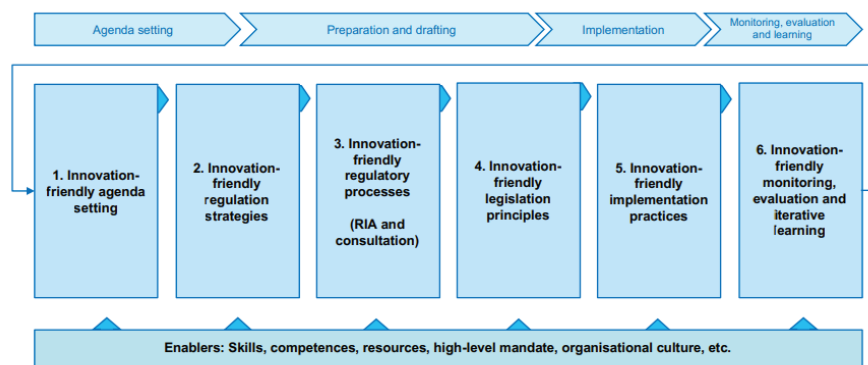 Agenda setting
Preparation and drafting
Implementation
Monitoring, evaluation
and learning
1. Innovation-
friendly agenda
setting
2. Innovation-
friendly
regulation
strategies
3. Innovation-
friendly
regulatory
processes
(RIA and
consultation)
4. Innovation-
friendly
legislation
principles
5. Innovation-
friendly
implementation
practices
6. Innovation-
friendly
monitoring,
evaluation and
iterative
learning
Enablers: Skills, competences, resources, high-level mandate, organisational culture, etc.